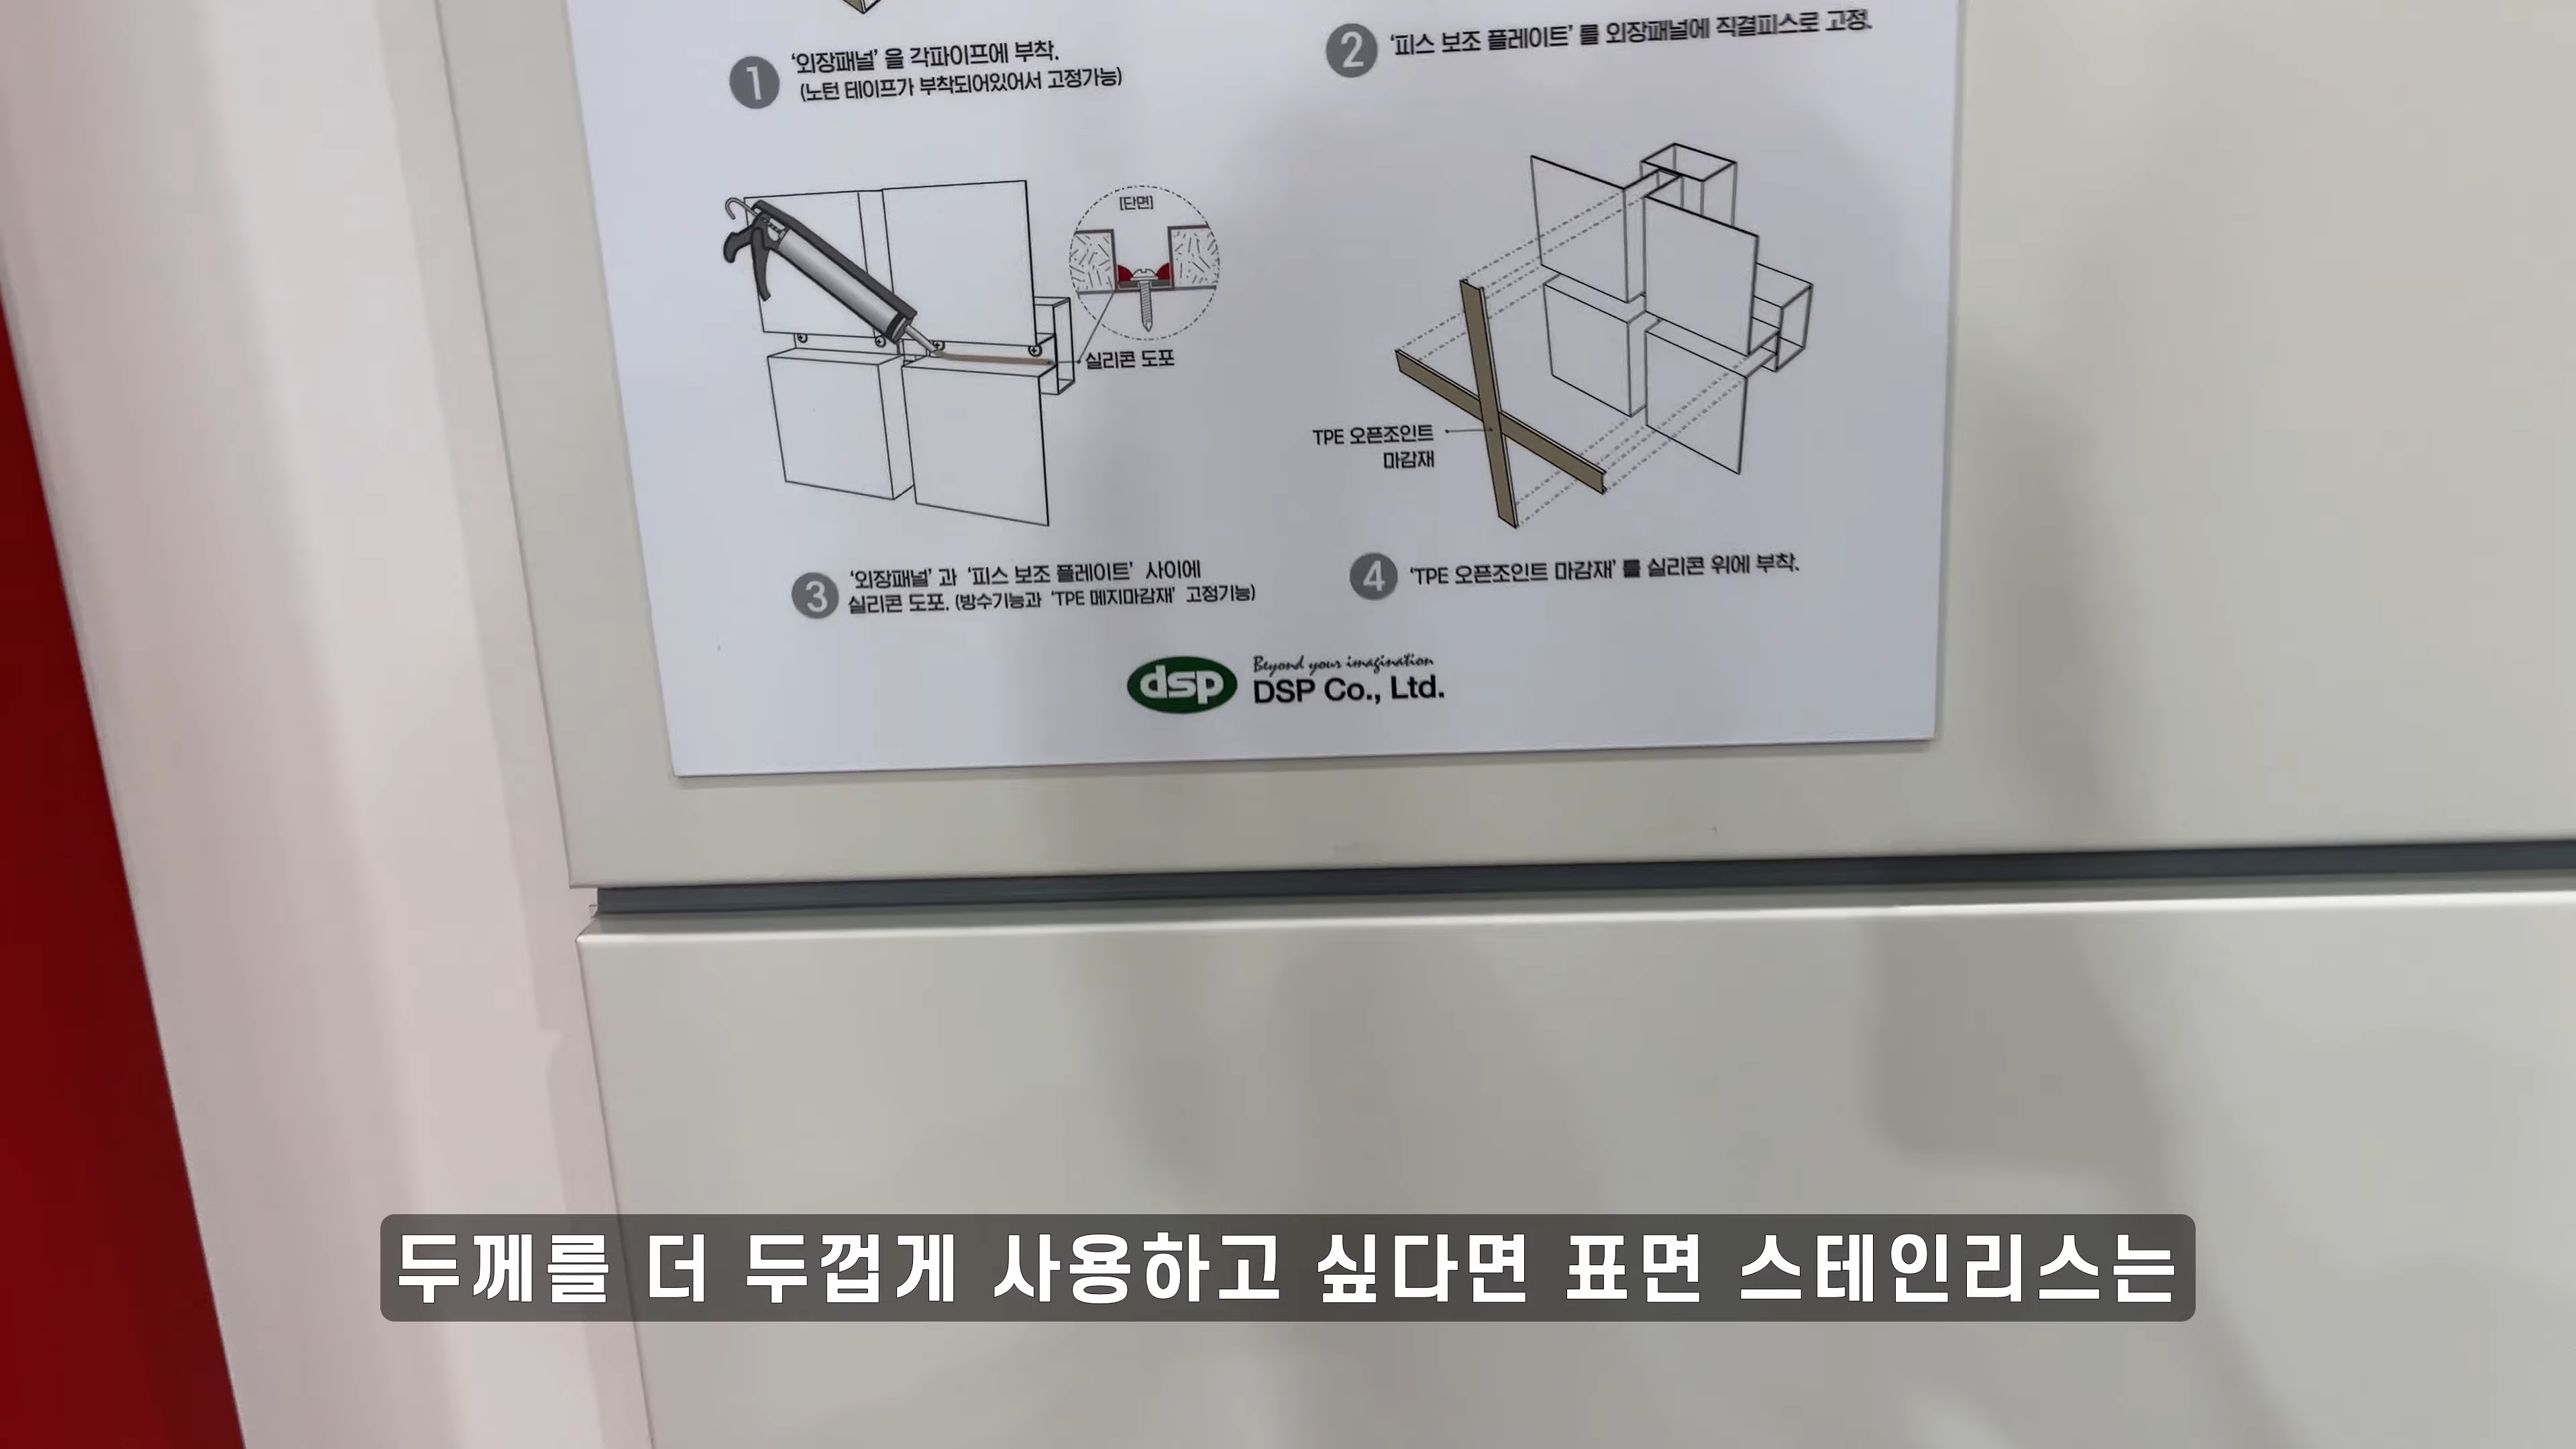 1 ‘외장패널’ 을 각파이프에 부착.
(노턴 테이프가 부착되어있어서 고정가능)
2 ‘피스 보조 플레이트’ 를 외장패널에 직결피스로 고정.
[단면]
실리콘 도포
TPE 오픈조인트
마감재
3 ‘외장패널’ 과 ‘피스 보조 플레이트’ 사이에
실리콘 도포. (방수기능과 ‘TPE 메지마감재’ 고정기능)
4 ‘TPE 오픈조인트 마감재’ 를 실리콘 위에 부착.
dsp
Beyond your imagination
DSP Co., Ltd.
두께를 더 두껍게 사용하고 싶다면 표면 스테인리스는